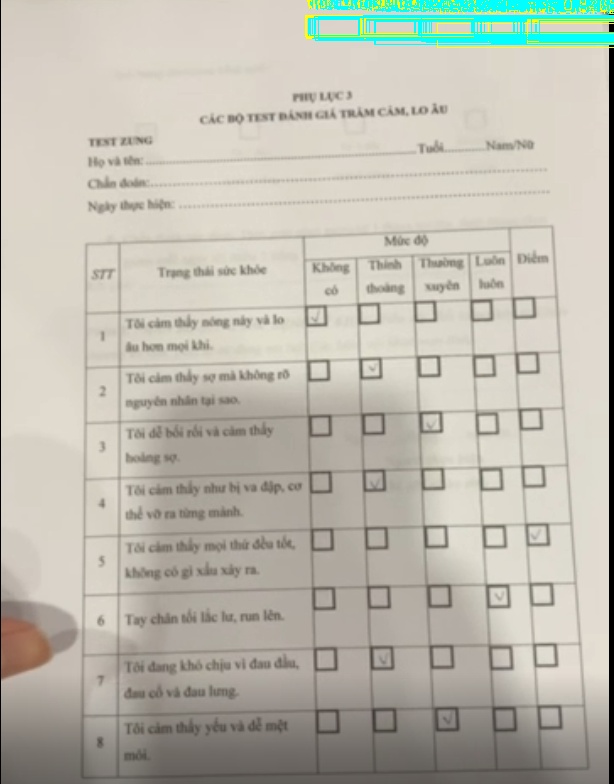 PHỤ LỤC 3
CÁC BỘ TEST ĐÁNH GIÁ TRẦM CẢM, LO ÂU
TEST ZUNG
Họ và tên: Tuổi Nam/Nữ
Chẩn đoán:
Ngày thực hiện:
STT Trạng thái sức khỏe Mức độ Điểm
Không có Thỉnh thoảng Thường xuyên Luôn luôn
1 Tôi cảm thấy nóng nảy và lo
âu hơn mọi khi.
2 Tôi cảm thấy sợ mà không rõ
nguyên nhân tại sao.
3 Tôi dễ bối rối và cảm thấy
hoảng sợ.
4 Tôi cảm thấy như bị va đập, cơ
thể vỡ ra từng mảnh.
5 Tôi cảm thấy mọi thứ đều tốt,
không có gì xấu xảy ra.
6 Tay chân tôi lắc lư, run lên.
7 Tôi đang khó chịu vì đau đầu,
đau cổ và đau lưng.
8 Tôi cảm thấy yếu và dễ mệt
mỏi.